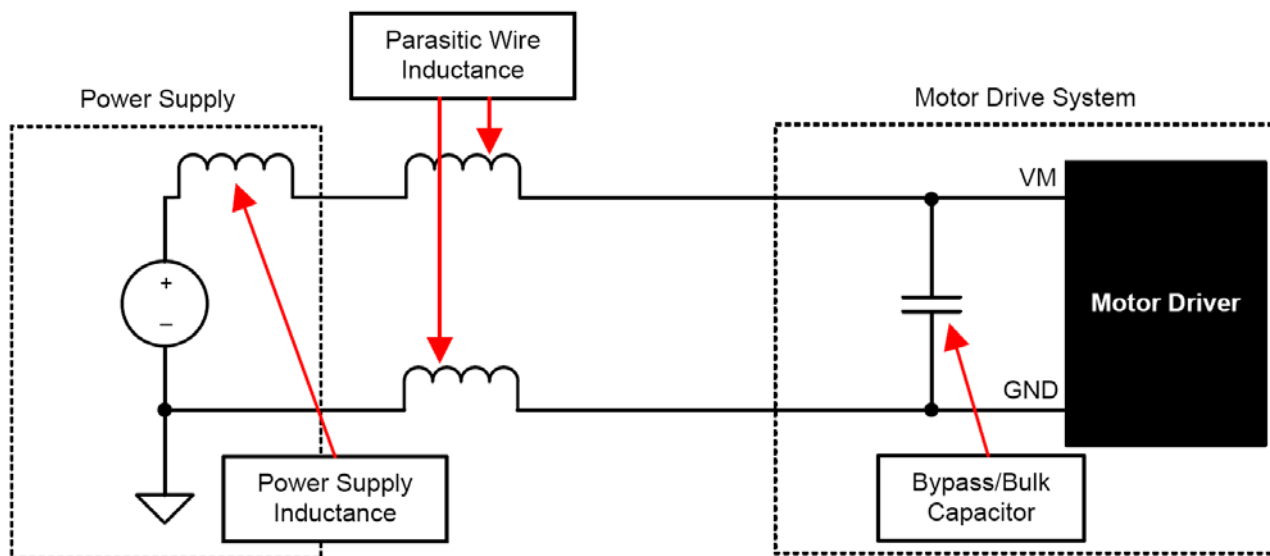 Parasitic Wire
Inductance
Power Supply
Motor Drive System
VM
+
–
Motor Driver
GND
Power Supply
Inductance
Bypass/Bulk
Capacitor